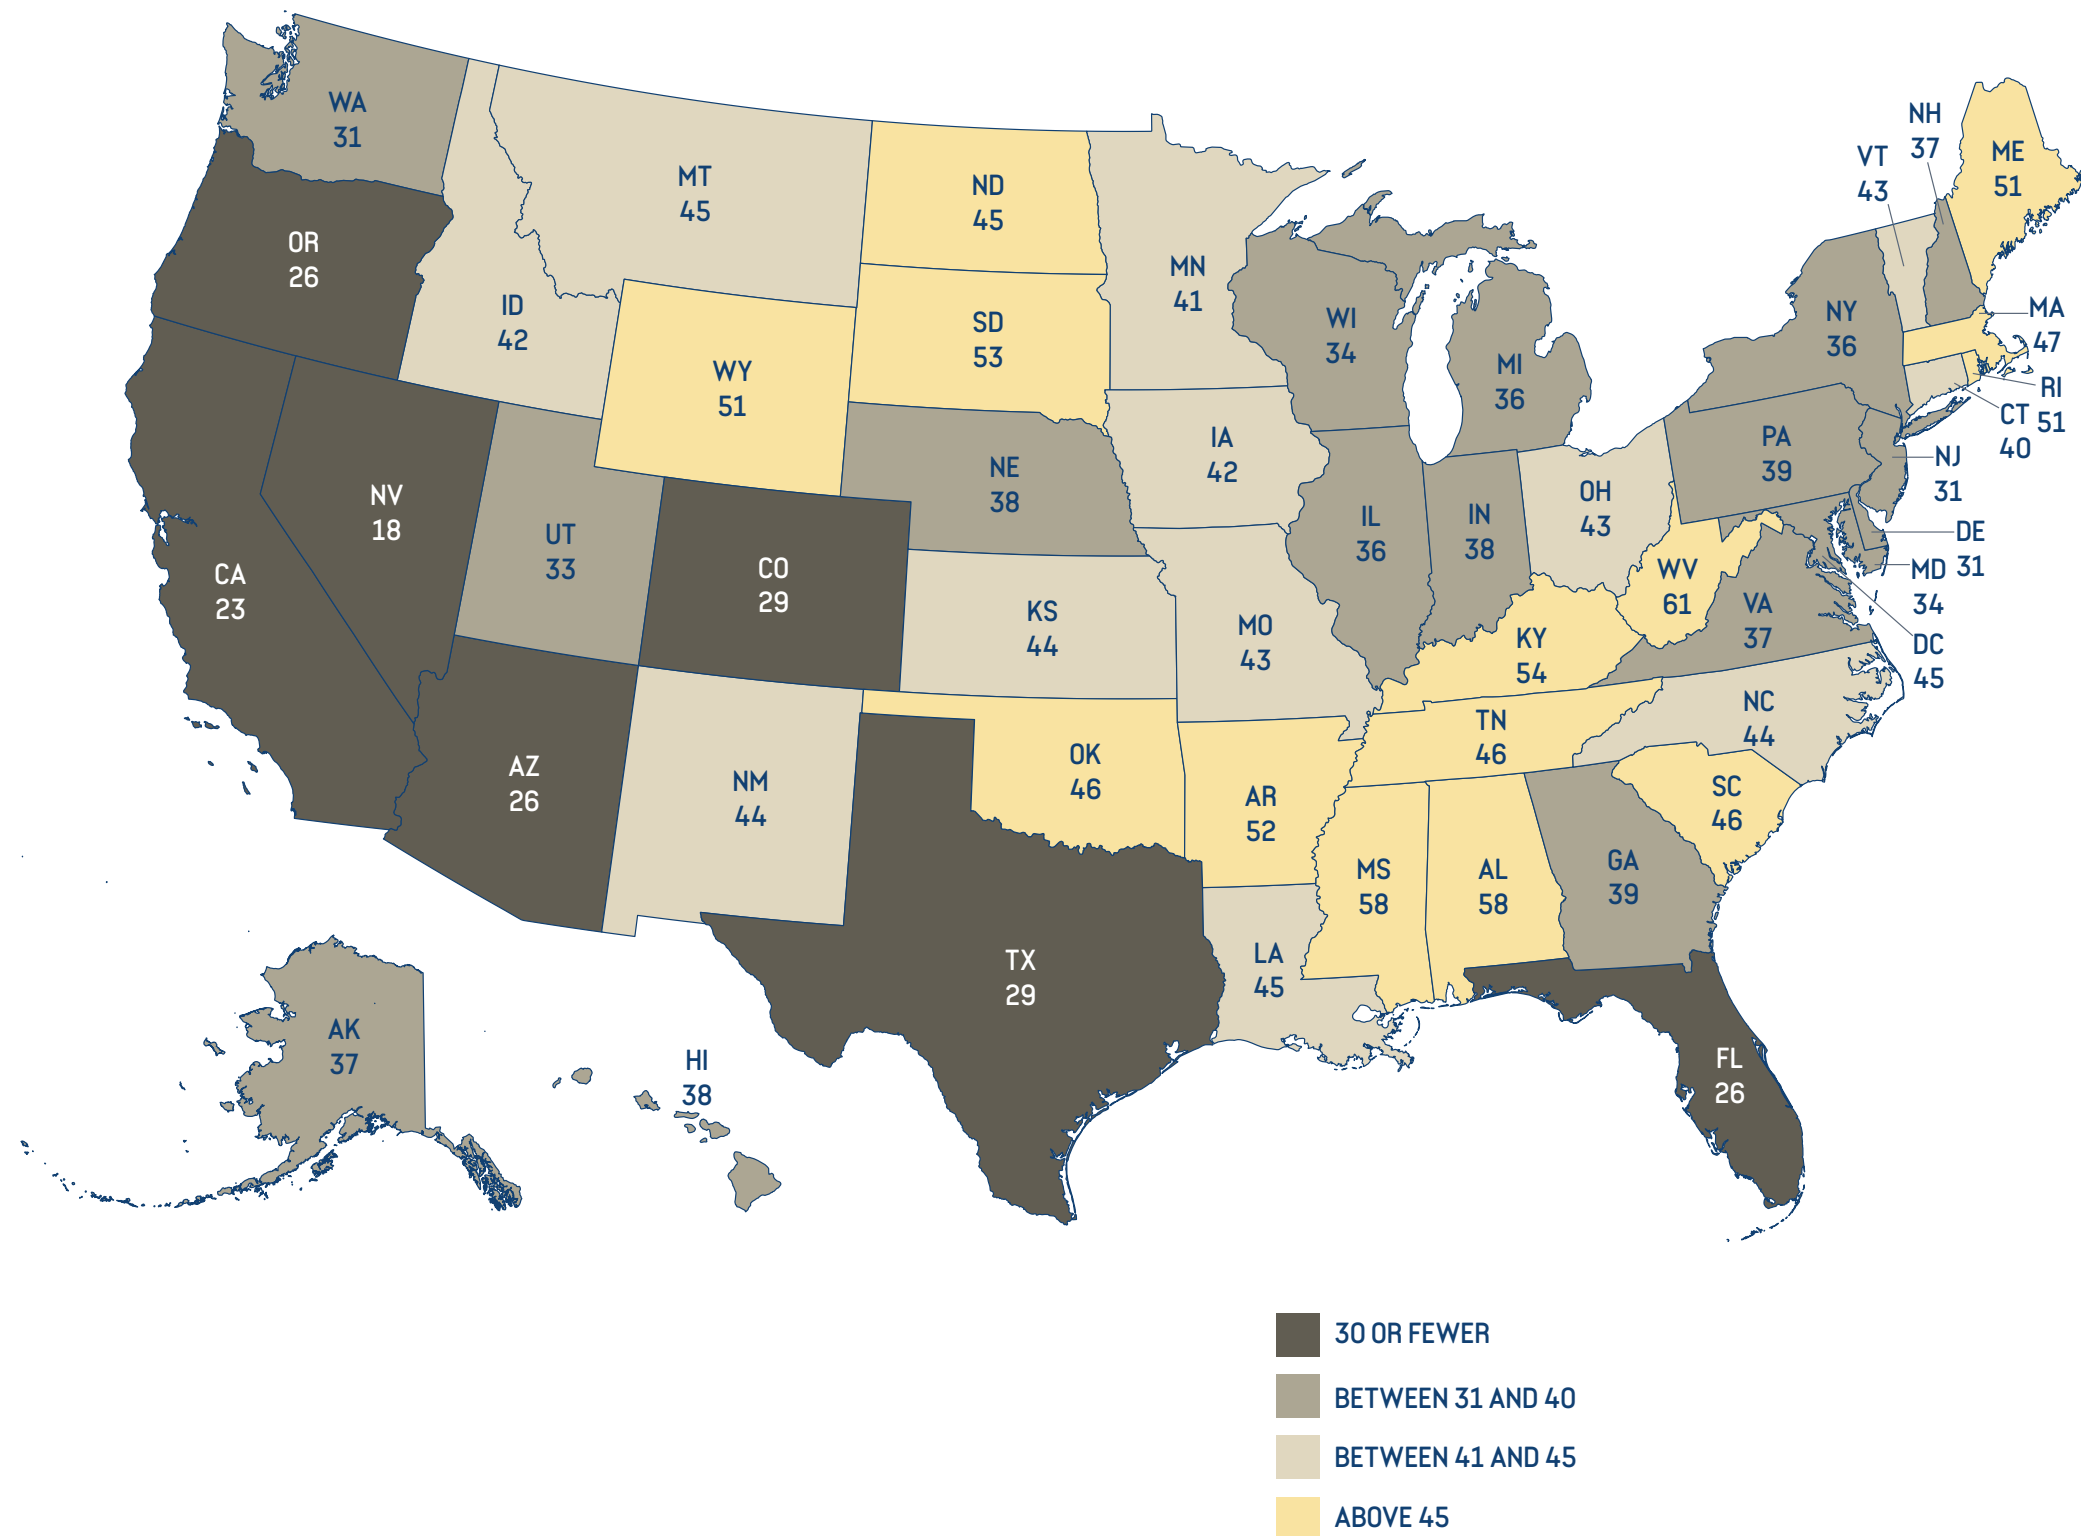 WA
31
OR
26
CA
23
NV
18
ID
42
MT
45
WY
51
UT
33
CO
29
AZ
26
NM
44
ND
45
SD
53
NE
38
KS
44
OK
46
TX
29
MN
41
IA
42
MO
43
AR
52
LA
45
WI
34
IL
36
MI
36
IN
38
OH
43
KY
54
TN
46
MS
58
AL
58
GA
39
FL
26
SC
46
NC
44
VA
37
WV
61
PA
39
NY
36
VT
43
NH
37
ME
51
MA
47
RI
51
CT
40
NJ
31
DE
31
MD
34
DC
45
AK
37
HI
38
30 OR FEWER
BETWEEN 31 AND 40
BETWEEN 41 AND 45
ABOVE 45